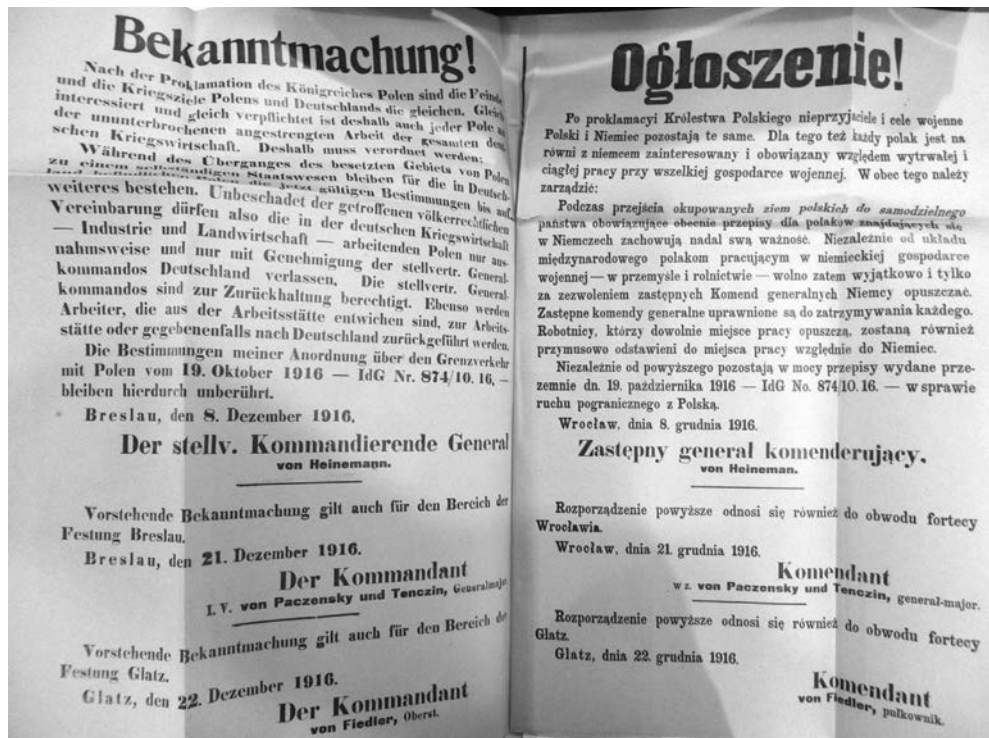 Bekanntmachung!
Nach der Proklamation des Königreiches Polen sind die Feinde
und die Kriegsziele Polens und Deutschlands die gleichen. Gleich
interessiert und gleich verpflichtet ist deshalb auch jeder Pole
der ununterbrochenen angestrengten Arbeit der gesamten
schen Kriegswirtschaft. Deshalb muss verordnet werden:
Während des Überganges des besetzten Gebiets von Polen
zu einem selbständigen Staatswesen bleiben für die in Deutsch-
die jetzt gültigen Bestimmungen bis auf
weiteres bestehen. Unbeschadet der getroffenen völkerrechtlichen
Vereinbarung dürfen also die in der deutschen Kriegswirtschaft
— Industrie und Landwirtschaft — arbeitenden Polen nur aus-
nahmsweise und nur mit Genehmigung der stellvertr. General-
kommandos Deutschland verlassen. Die stellvertr. General-
kommandos sind zur Zurückhaltung berechtigt. Ebenso werden
Arbeiter, die aus der Arbeitsstätte entwichen sind, zur Arbeits-
stätte oder gegebenenfalls nach Deutschland zurückgeführt werden.
Die Bestimmungen meiner Anordnung über den Grenzverkehr
mit Polen vom 19. Oktober 1916 — IdG Nr. 874/10. 16, —
bleiben hierdurch unberührt.
Breslau, den 8. Dezember 1916.
Der stellv. Kommandierende General
von Heinemann.
Vorstehende Bekanntmachung gilt auch für den Bereich der
Festung Breslau.
Breslau, den 21. Dezember 1916.
Der Kommandant
I. V. von Paczensky und Tenczin, Generalmajor.
Vorstehende Bekanntmachung gilt auch für den Bereich der
Festung Glatz.
Glatz, den 22. Dezember 1916.
Der Kommandant
von Fiedler, Oberst.
Ogłoszenie!
Po proklamacyi Królestwa Polskiego nieprzyjaciele i cele wojenne
Polski i Niemiec pozostają te same. Dla tego też każdy polak jest na
równi z niemcem zainteresowany i obowiązany względem wytrwałej i
ciągłej pracy przy wszelkiej gospodarce wojennej. W obec tego należy
zarządzić:
Podczas przejścia okupowanych ziem polskich do samodzielnego
państwa obowiązujące obecnie przepisy dla polaków znajdujących się
w Niemczech zachowują nadal swą ważność. Niezależnie od układu
międzynarodowego polakom pracującym w niemieckiej gospodarce
wojennej — w przemyśle i rolnictwie — wolno zatem wyjątkowo i tylko
za zezwoleniem zastępnych Komend generalnych Niemcy opuszczać.
Zastępne komendy generalne uprawnione są do zatrzymywania każdego.
Robotnicy, którzy dowolnie miejsce pracy opuszczą, zostaną również
przymusowo odstawieni do miejsca pracy względnie do Niemiec.
Niezależnie od powyższego pozostają w mocy przepisy wydane prze-
zemnie dn. 19. października 1916 — IdG No. 874/10. 16. — w sprawie
ruchu pogranicznego z Polską.
Wrocław, dnia 8. grudnia 1916.
Zastępny generał komenderujący.
von Heineman.
Rozporządzenie powyższe odnosi się również do obwodu fortecy
Wrocławia.
Wrocław, dnia 21. grudnia 1916.
Komendant
w z. von Paczensky und Tenczin, general-major.
Rozporządzenie powyższe odnosi się również do obwodu fortecy
Glatz.
Glatz, dnia 22. grudnia 1916.
Komendant
von Fiedler, pułkownik.